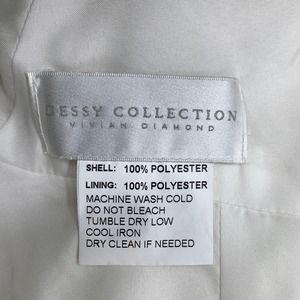 DESSY COLLECTION
VIVIAN DIAMOND
SHELL: 100% POLYESTER
LINING: 100% POLYESTER
MACHINE WASH COLD
DO NOT BLEACH
TUMBLE DRY LOW
COOL IRON
DRY CLEAN IF NEEDED